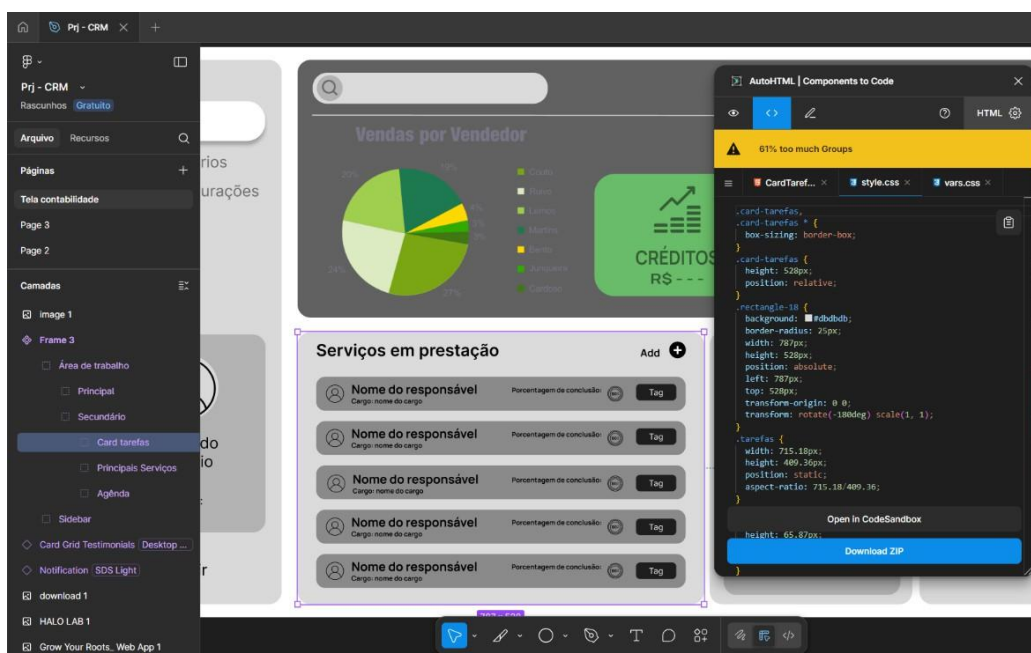 Prj - CRM
Prj - CRM
Rascunhos Gratuito
Arquivo Recursos
Páginas
Tela contabilidade
Page 3
Page 2
Camadas
image 1
Frame 3
Área de trabalho
Principal
Secundário
Card tarefas
Principais Serviços
Agênda
Sidebar
Card Grid Testimonials Desktop ...
Notification SDS Light
download 1
HALO LAB 1
Grow Your Roots_ Web App 1
rios
urações
do
io
r
Vendas por Vendedor
20%
19%
4%
24%
27%
Lemos
Martins
Cardoso
CRÉDITOS
R$ - - -
Serviços em prestação
Add
Nome do responsável
Cargo: nome do cargo
Porcentagem de conclusão:
Tag
Nome do responsável
Cargo: nome do cargo
Porcentagem de conclusão:
Tag
Nome do responsável
Cargo: nome do cargo
Porcentagem de conclusão:
Tag
Nome do responsável
Cargo: nome do cargo
Porcentagem de conclusão:
Tag
Nome do responsável
Cargo: nome do cargo
Porcentagem de conclusão:
Tag
AutoHTML | Components to Code
HTML
61% too much Groups
CardTaref... style.css vars.css
.card-tarefas,
.card-tarefas * {
box-sizing: border-box;
}
.card-tarefas {
height: 528px;
position: relative;
}
.rectangle-18 {
background: #dbdbdb;
border-radius: 25px;
width: 787px;
height: 528px;
position: absolute;
left: 787px;
top: 528px;
transform-origin: 0 0;
transform: rotate(-180deg) scale(1, 1);
}
.tarefas {
width: 715.18px;
height: 409.36px;
position: static;
aspect-ratio: 715.18/409.36;
}
Open in CodeSandbox
height: 65.87px;
Download ZIP
}